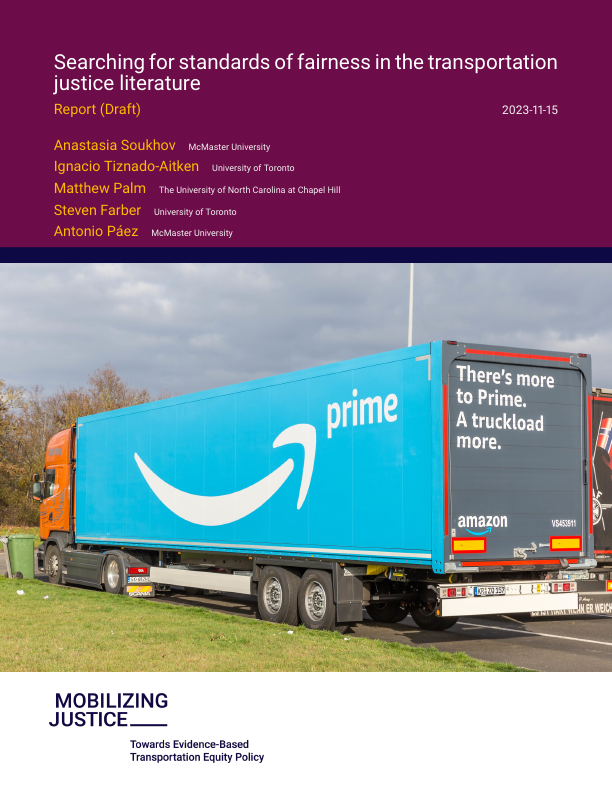 Searching for standards of fairness in the transportation
justice literature
Report (Draft) 2023-11-15
Anastasia Soukhov McMaster University
Ignacio Tiznado-Aitken University of Toronto
Matthew Palm The University of North Carolina at Chapel Hill
Steven Farber University of Toronto
Antonio Páez McMaster University
prime
There's more
to Prime.
A truckload
more.
amazon
VS453911
SCANIA
MOBILIZING
JUSTICE
Towards Evidence-Based
Transportation Equity Policy